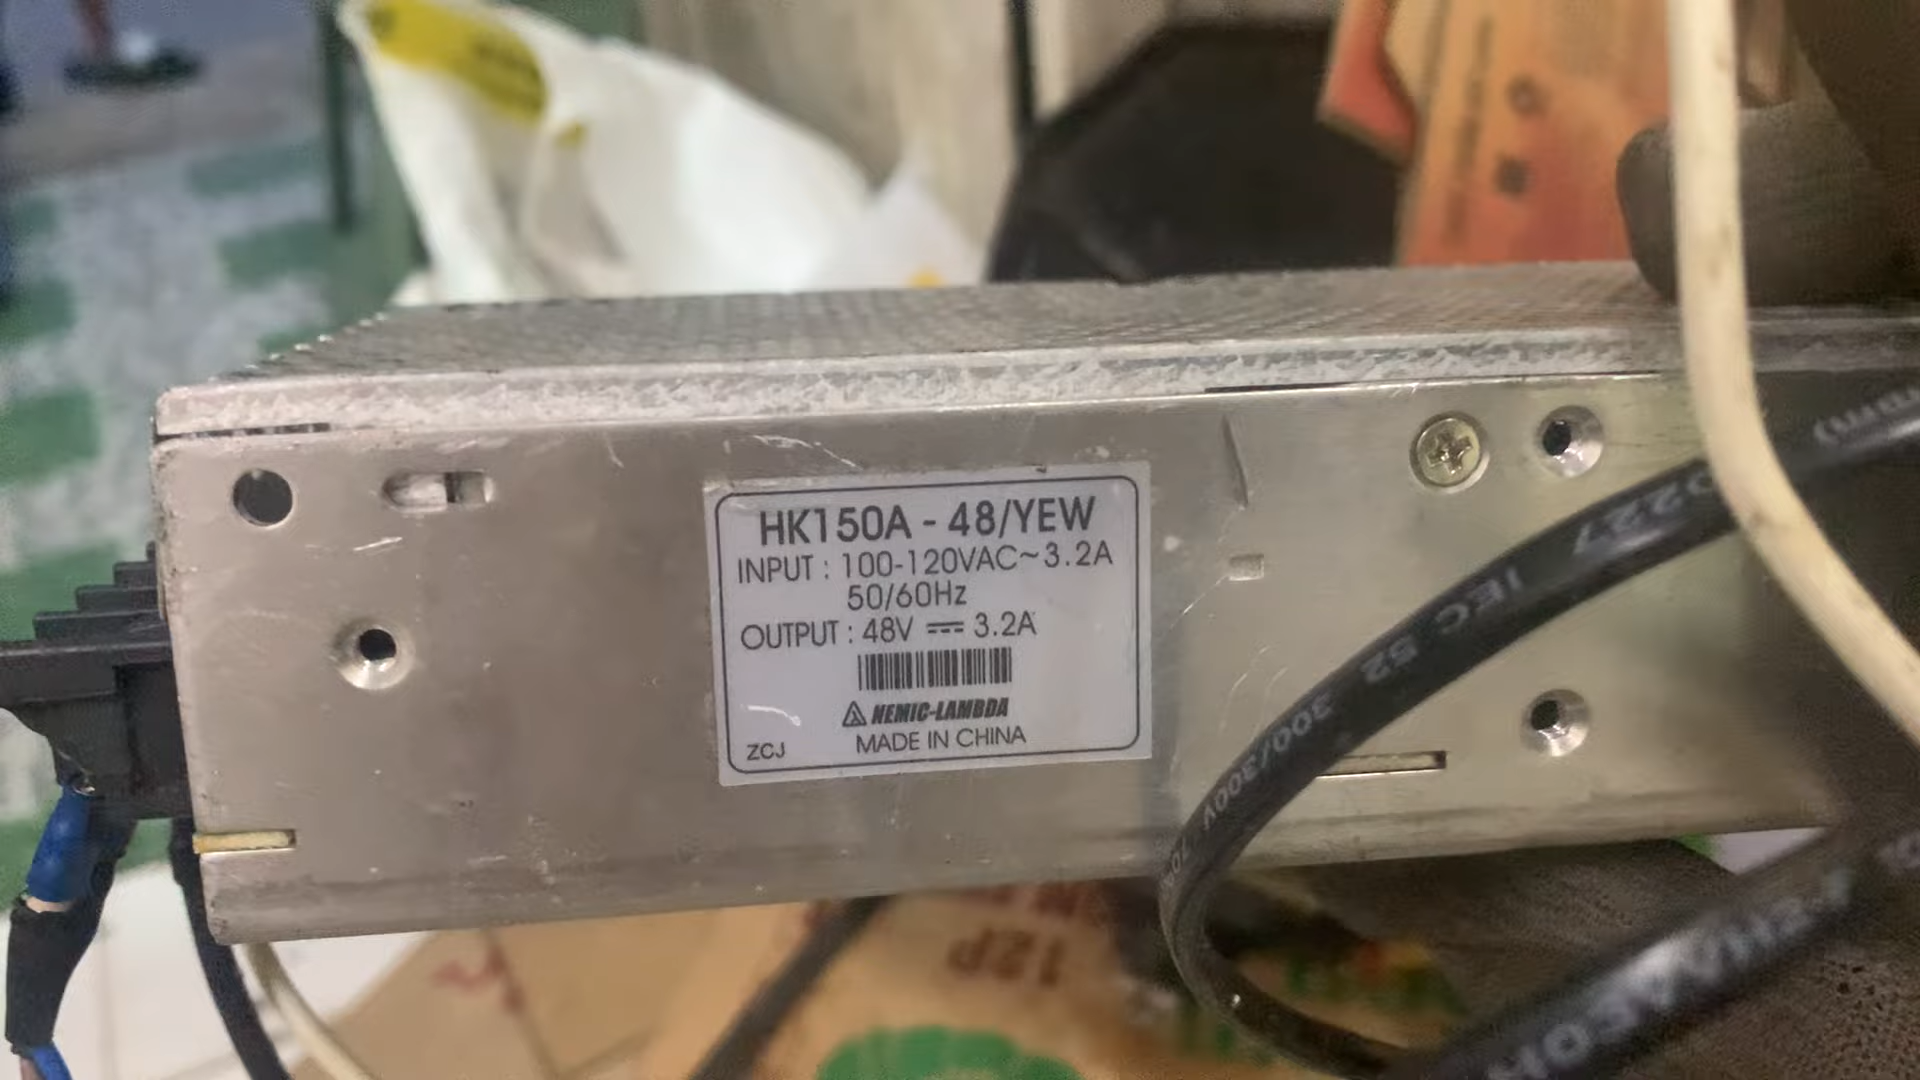 HK150A - 48/YEW
INPUT : 100-120VAC~3.2A
50/60Hz
OUTPUT : 48V ⎓ 3.2A
NEMIC-LAMBDA
ZCJ
MADE IN CHINA
227 IEC 52 300/300V
12P